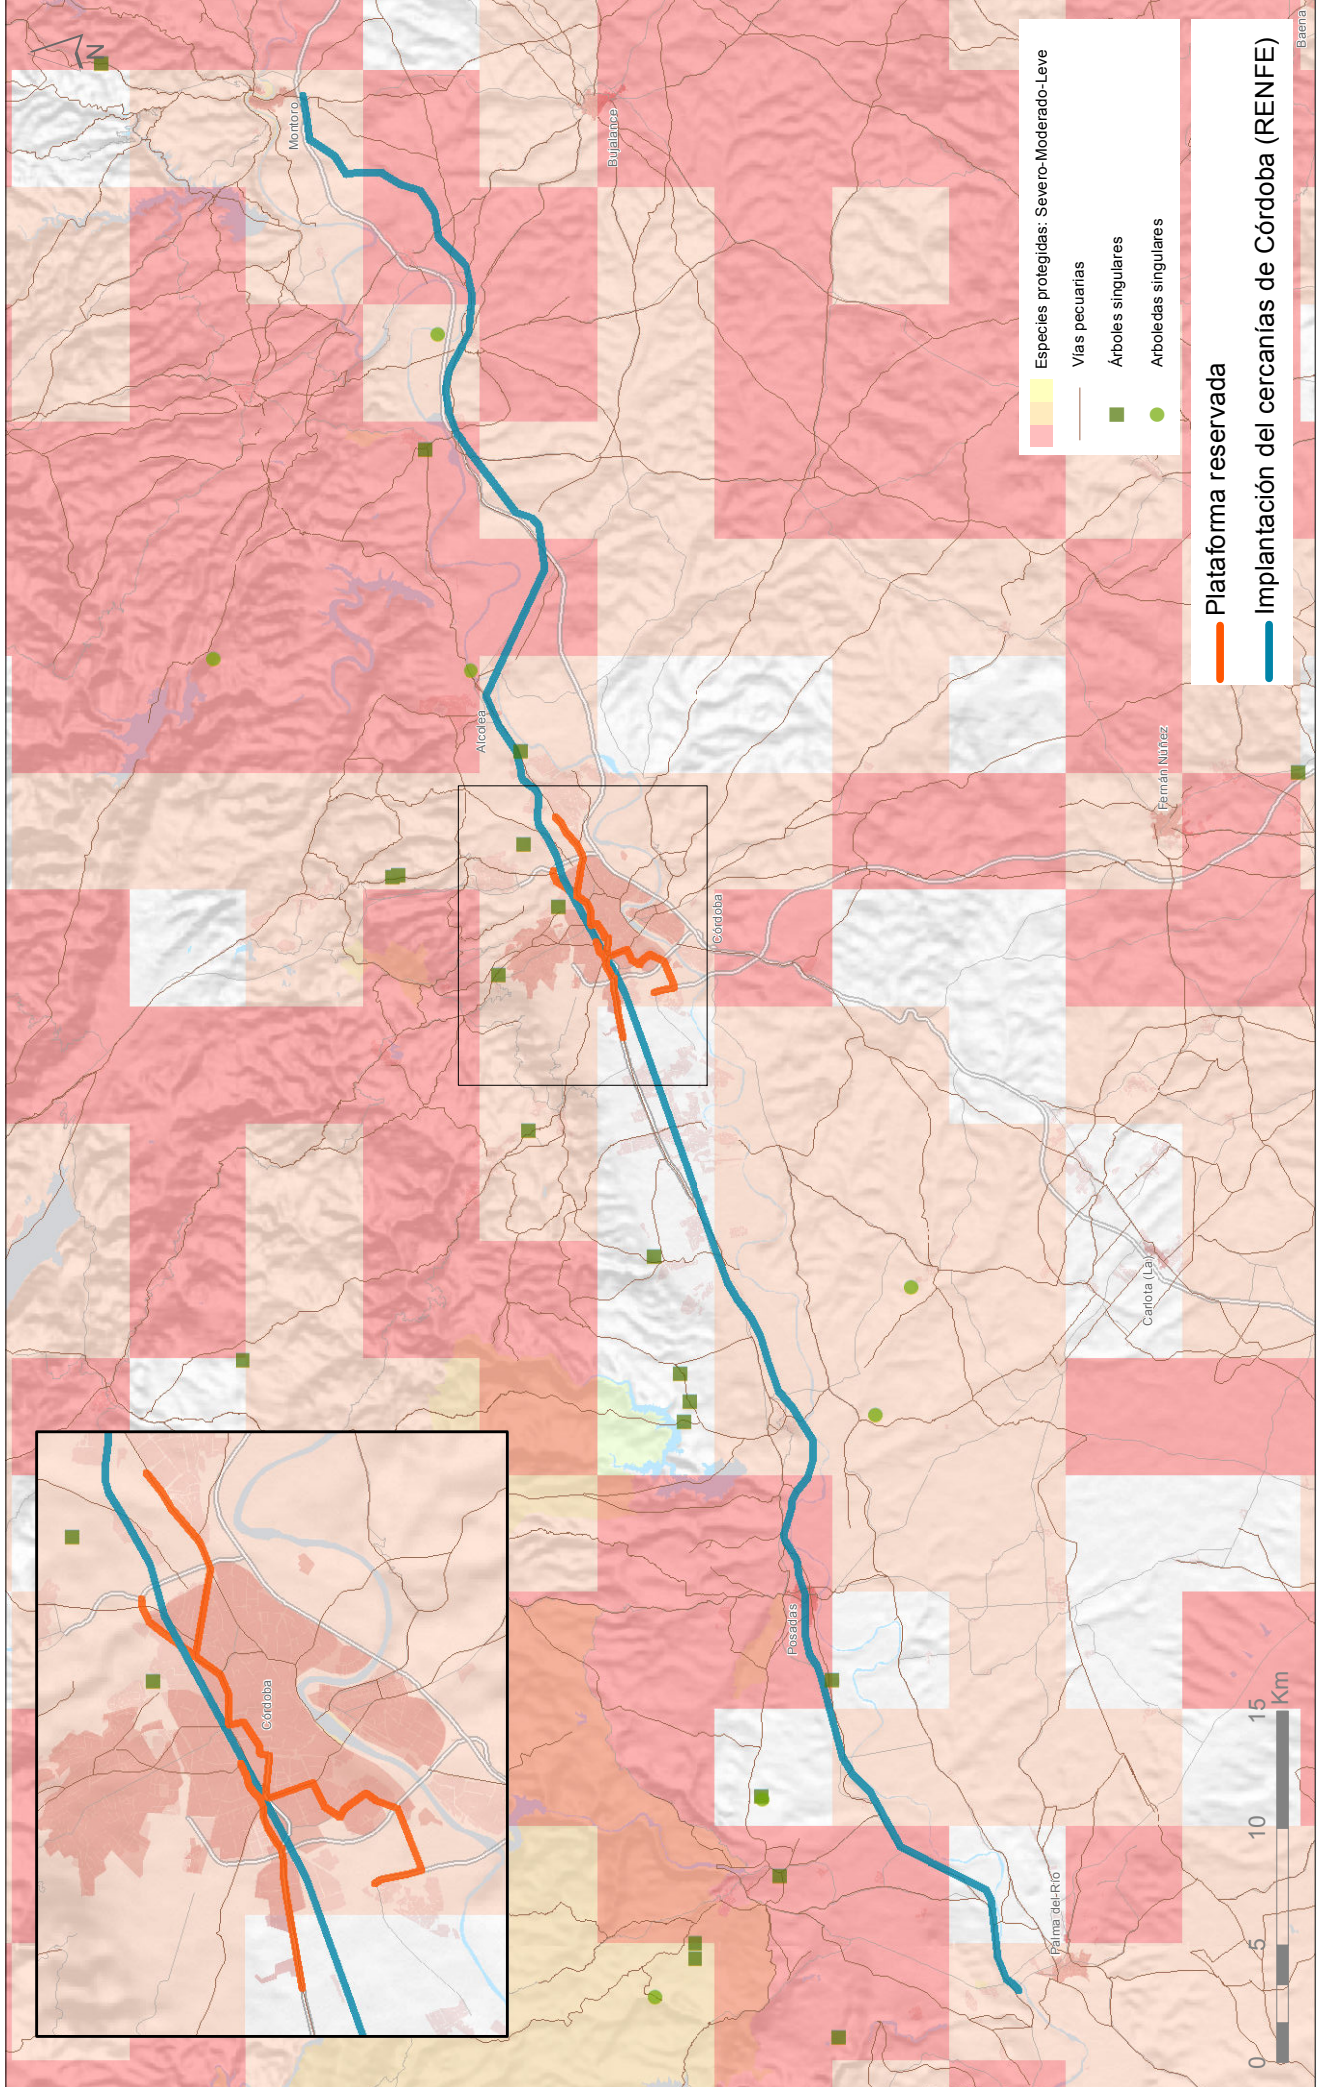 N
Montoro
Bujalance
Baena
Alcolea
Córdoba
Fernán Núñez
Carlota (La)
Posadas
Palma del Río
Córdoba
Especies protegidas: Severo-Moderado-Leve
Vías pecuarias
Árboles singulares
Arboledas singulares
Plataforma reservada
Implantación del cercanías de Córdoba (RENFE)
0 5 10 15
Km